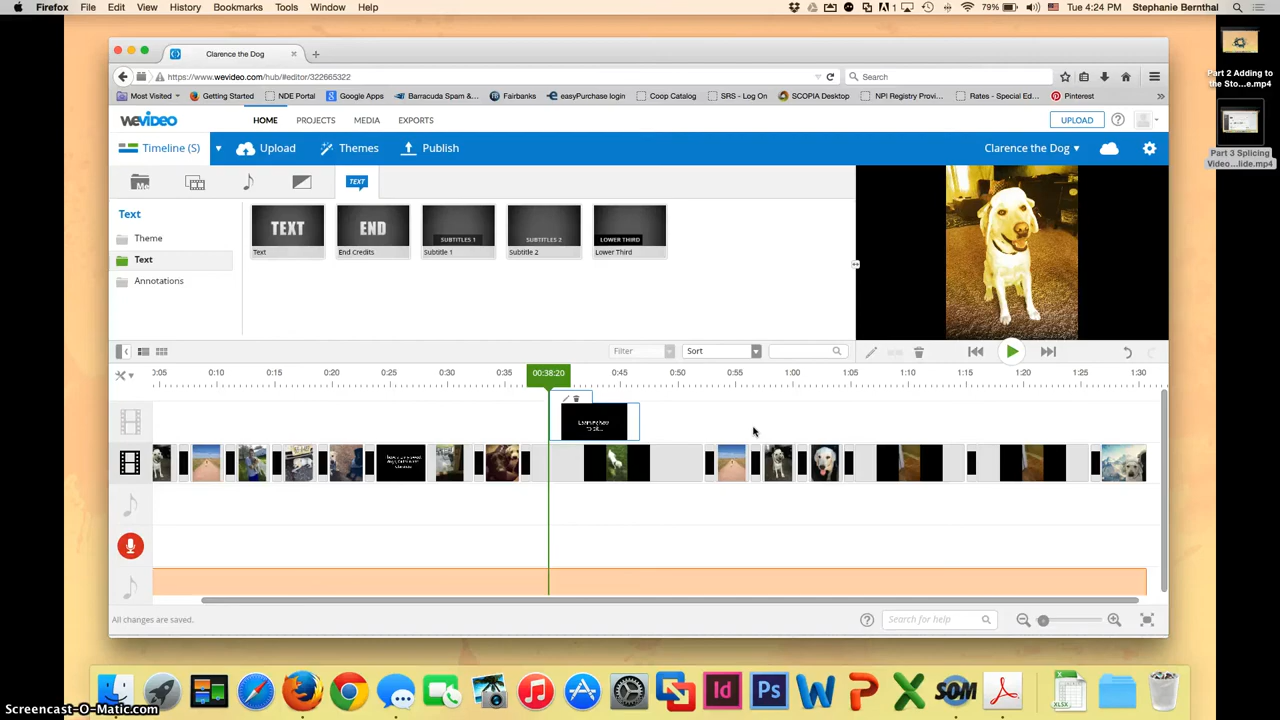 Firefox File Edit View History Bookmarks Tools Window Help 79% Tue 4:24 PM Stephanie Bernthal
Clarence the Dog
https://www.wevideo.com/hub/#editor/322665322 Search
Most Visited Getting Started NDE Portal Google Apps Barracuda Spam &... Fairbanks easyPurchase login Coop Catalog SRS - Log On SCOPIA Desktop NPI Registry Provi... Rates - Special Ed... Pinterest
Part 2 Adding to the Sto...e.mp4
Part 3 Splicing Video...lide.mp4
WEVIDEO HOME PROJECTS MEDIA EXPORTS UPLOAD
Timeline (S) Upload Themes Publish Clarence the Dog
TEXT
Text
Theme
Text
Annotations
TEXT END SUBTITLES 1 SUBTITLES 2 LOWER THIRD
Text End Credits Subtitle 1 Subtitle 2 Lower Third
Filter Sort
0:05 0:10 0:15 0:20 0:25 0:30 0:35 00:38:20 0:45 0:50 0:55 1:00 1:05 1:10 1:15 1:20 1:30
All changes are saved. Search for help
Id Ps SOM
XLSX
Screencast-O-Matic.com